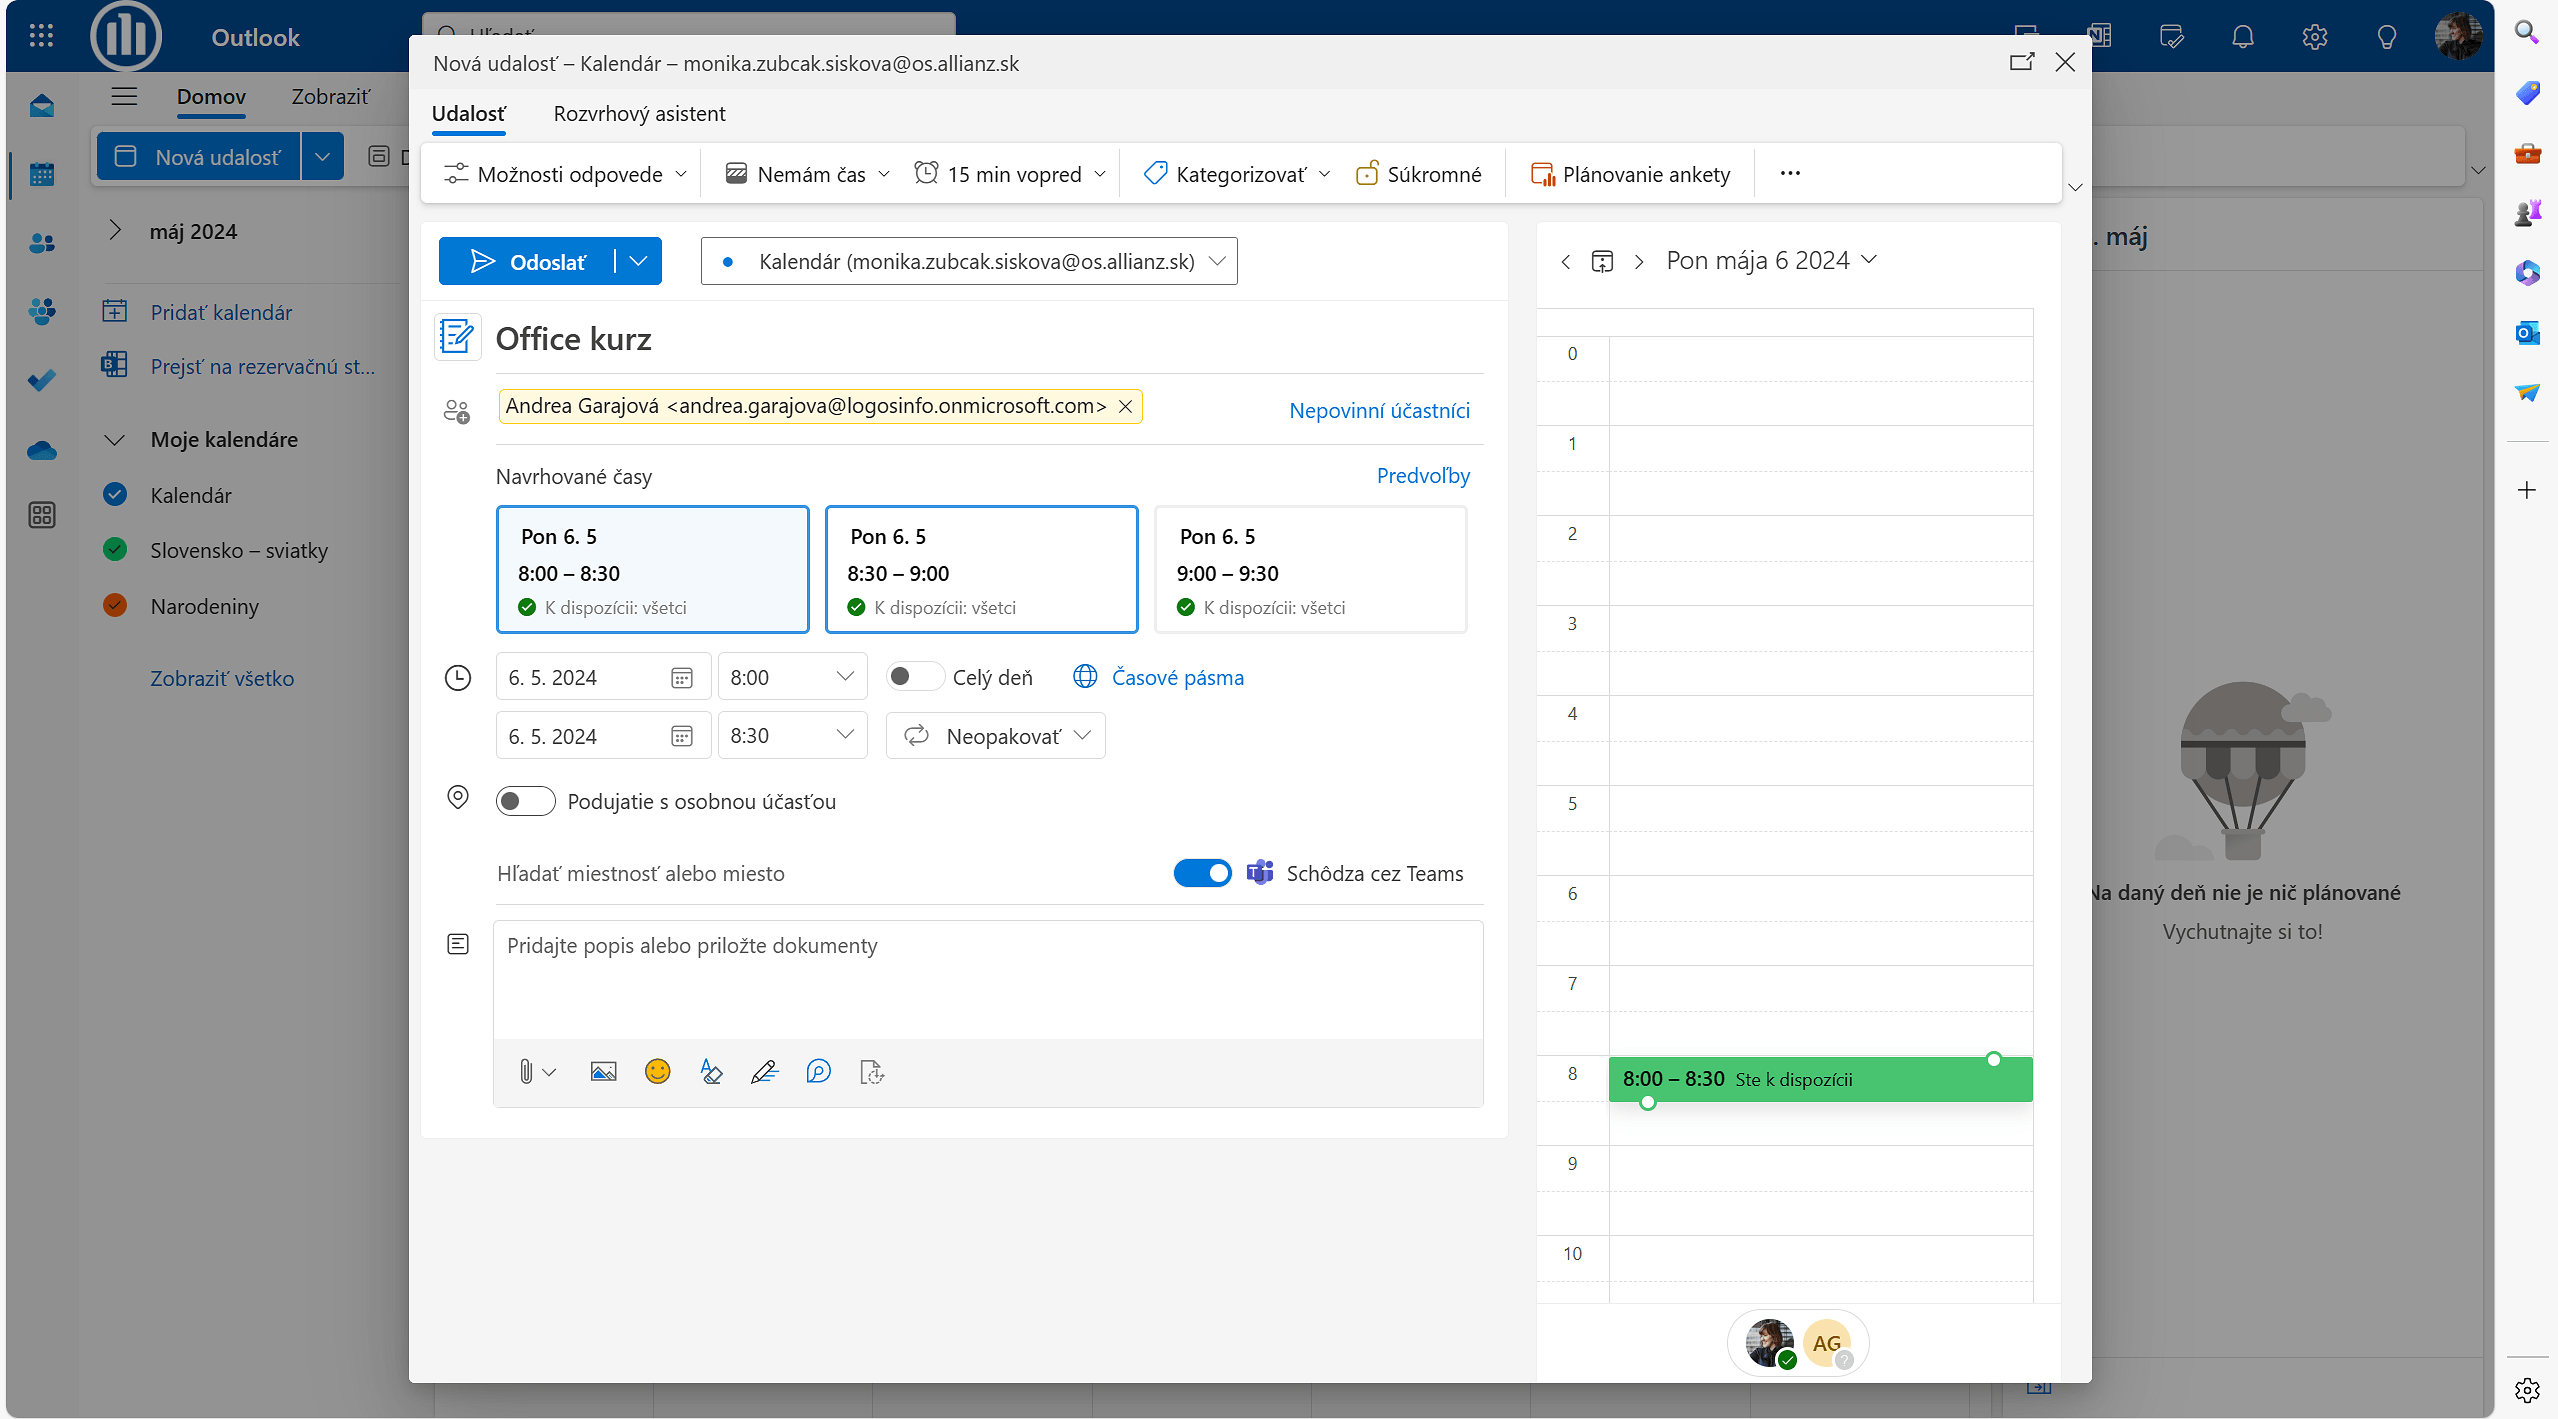 Outlook
Hľadať
Domov
Zobraziť
Nová udalosť
máj 2024
Pridať kalendár
Prejsť na rezervačnú st...
Moje kalendáre
Kalendár
Slovensko – sviatky
Narodeniny
Zobraziť všetko
Nová udalosť – Kalendár – monika.zubcak.siskova@os.allianz.sk
Udalosť
Rozvrhový asistent
Možnosti odpovede
Nemám čas
15 min vopred
Kategorizovať
Súkromné
Plánovanie ankety
Odoslať
Kalendár (monika.zubcak.siskova@os.allianz.sk)
Office kurz
Andrea Garajová <andrea.garajova@logosinfo.onmicrosoft.com>
Nepovinní účastníci
Navrhované časy
Predvoľby
Pon 6. 5
8:00 – 8:30
K dispozícii: všetci
Pon 6. 5
8:30 – 9:00
K dispozícii: všetci
Pon 6. 5
9:00 – 9:30
K dispozícii: všetci
6. 5. 2024
8:00
Celý deň
Časové pásma
6. 5. 2024
8:30
Neopakovať
Podujatie s osobnou účasťou
Hľadať miestnosť alebo miesto
Schôdza cez Teams
Pridajte popis alebo priložte dokumenty
Pon mája 6 2024
0
1
2
3
4
5
6
7
8
8:00 – 8:30 Ste k dispozícii
9
10
AG
. máj
Na daný deň nie je nič plánované
Vychutnajte si to!